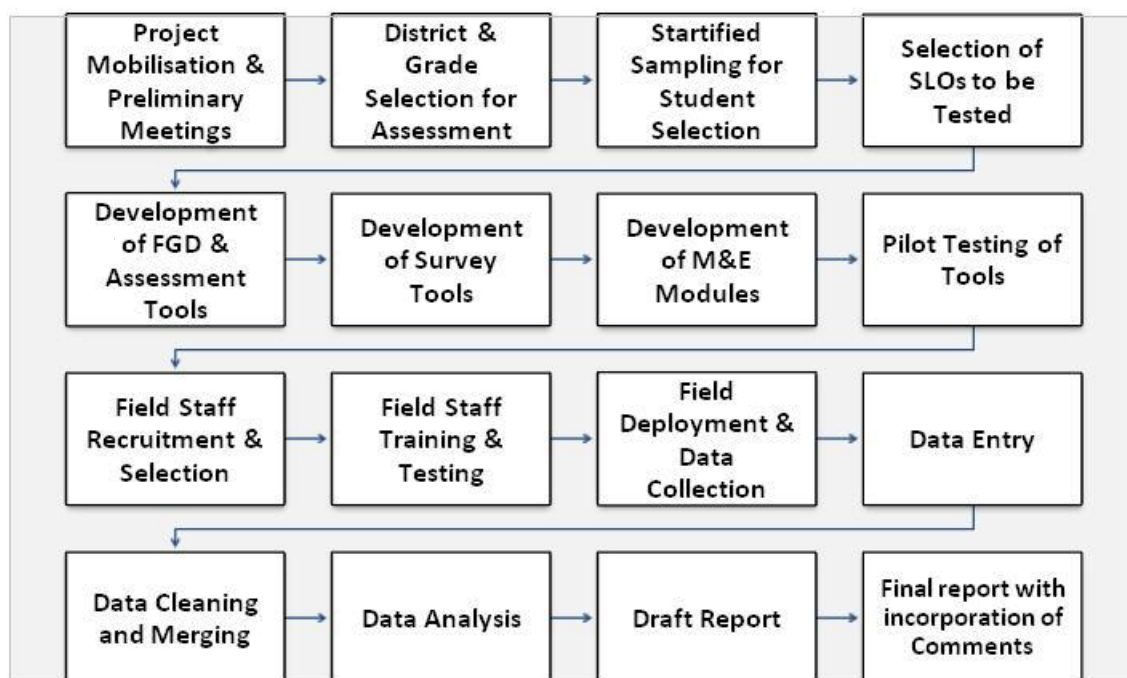 Project
Mobilisation &
Preliminary
Meetings
District &
Grade
Selection for
Assessment
Startified
Sampling for
Student
Selection
Selection of
SLOs to be
Tested
Development
of FGD &
Assessment
Tools
Development
of Survey
Tools
Development
of M&E
Modules
Pilot Testing of
Tools
Field Staff
Recruitment &
Selection
Field Staff
Training &
Testing
Field
Deployment &
Data
Collection
Data Entry
Data Cleaning
and Merging
Data Analysis
Draft Report
Final report with
incorporation of
Comments